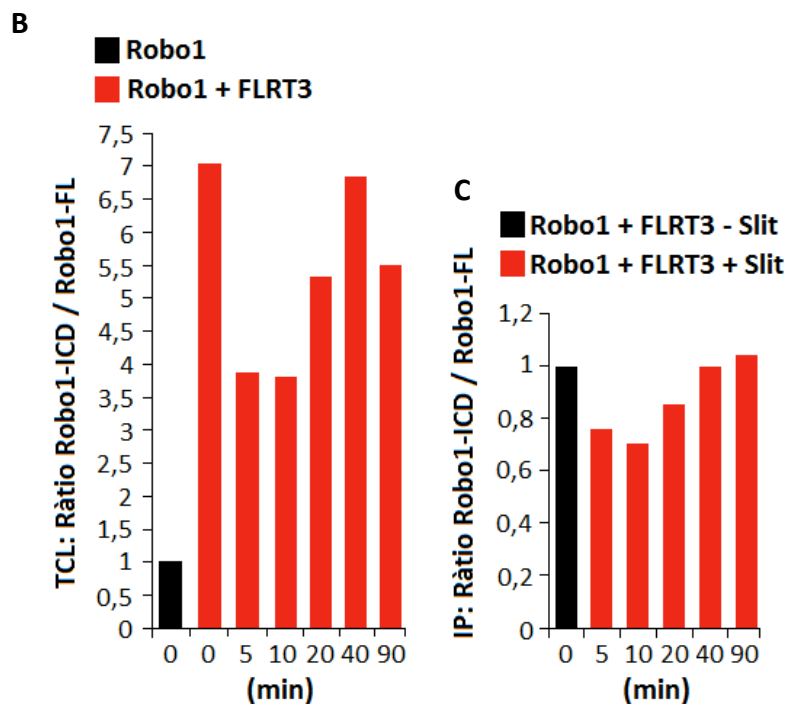 B
Robo1
Robo1 + FLRT3
TCL: Ràtio Robo1-ICD / Robo1-FL
7,5
7
6,5
6
5,5
5
4,5
4
3,5
3
2,5
2
1,5
1
0,5
0
0 0 5 10 20 40 90
(min)
C
Robo1 + FLRT3 - Slit
Robo1 + FLRT3 + Slit
IP: Ràtio Robo1-ICD / Robo1-FL
1,2
1
0,8
0,6
0,4
0,2
0
0 5 10 20 40 90
(min)